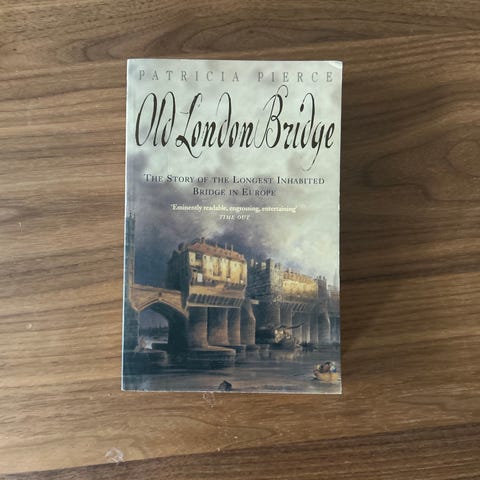 PATRICIA PIERCE
Old London Bridge
THE STORY OF THE LONGEST INHABITED
BRIDGE IN EUROPE
'Eminently readable, engrossing, entertaining'
TIME OUT